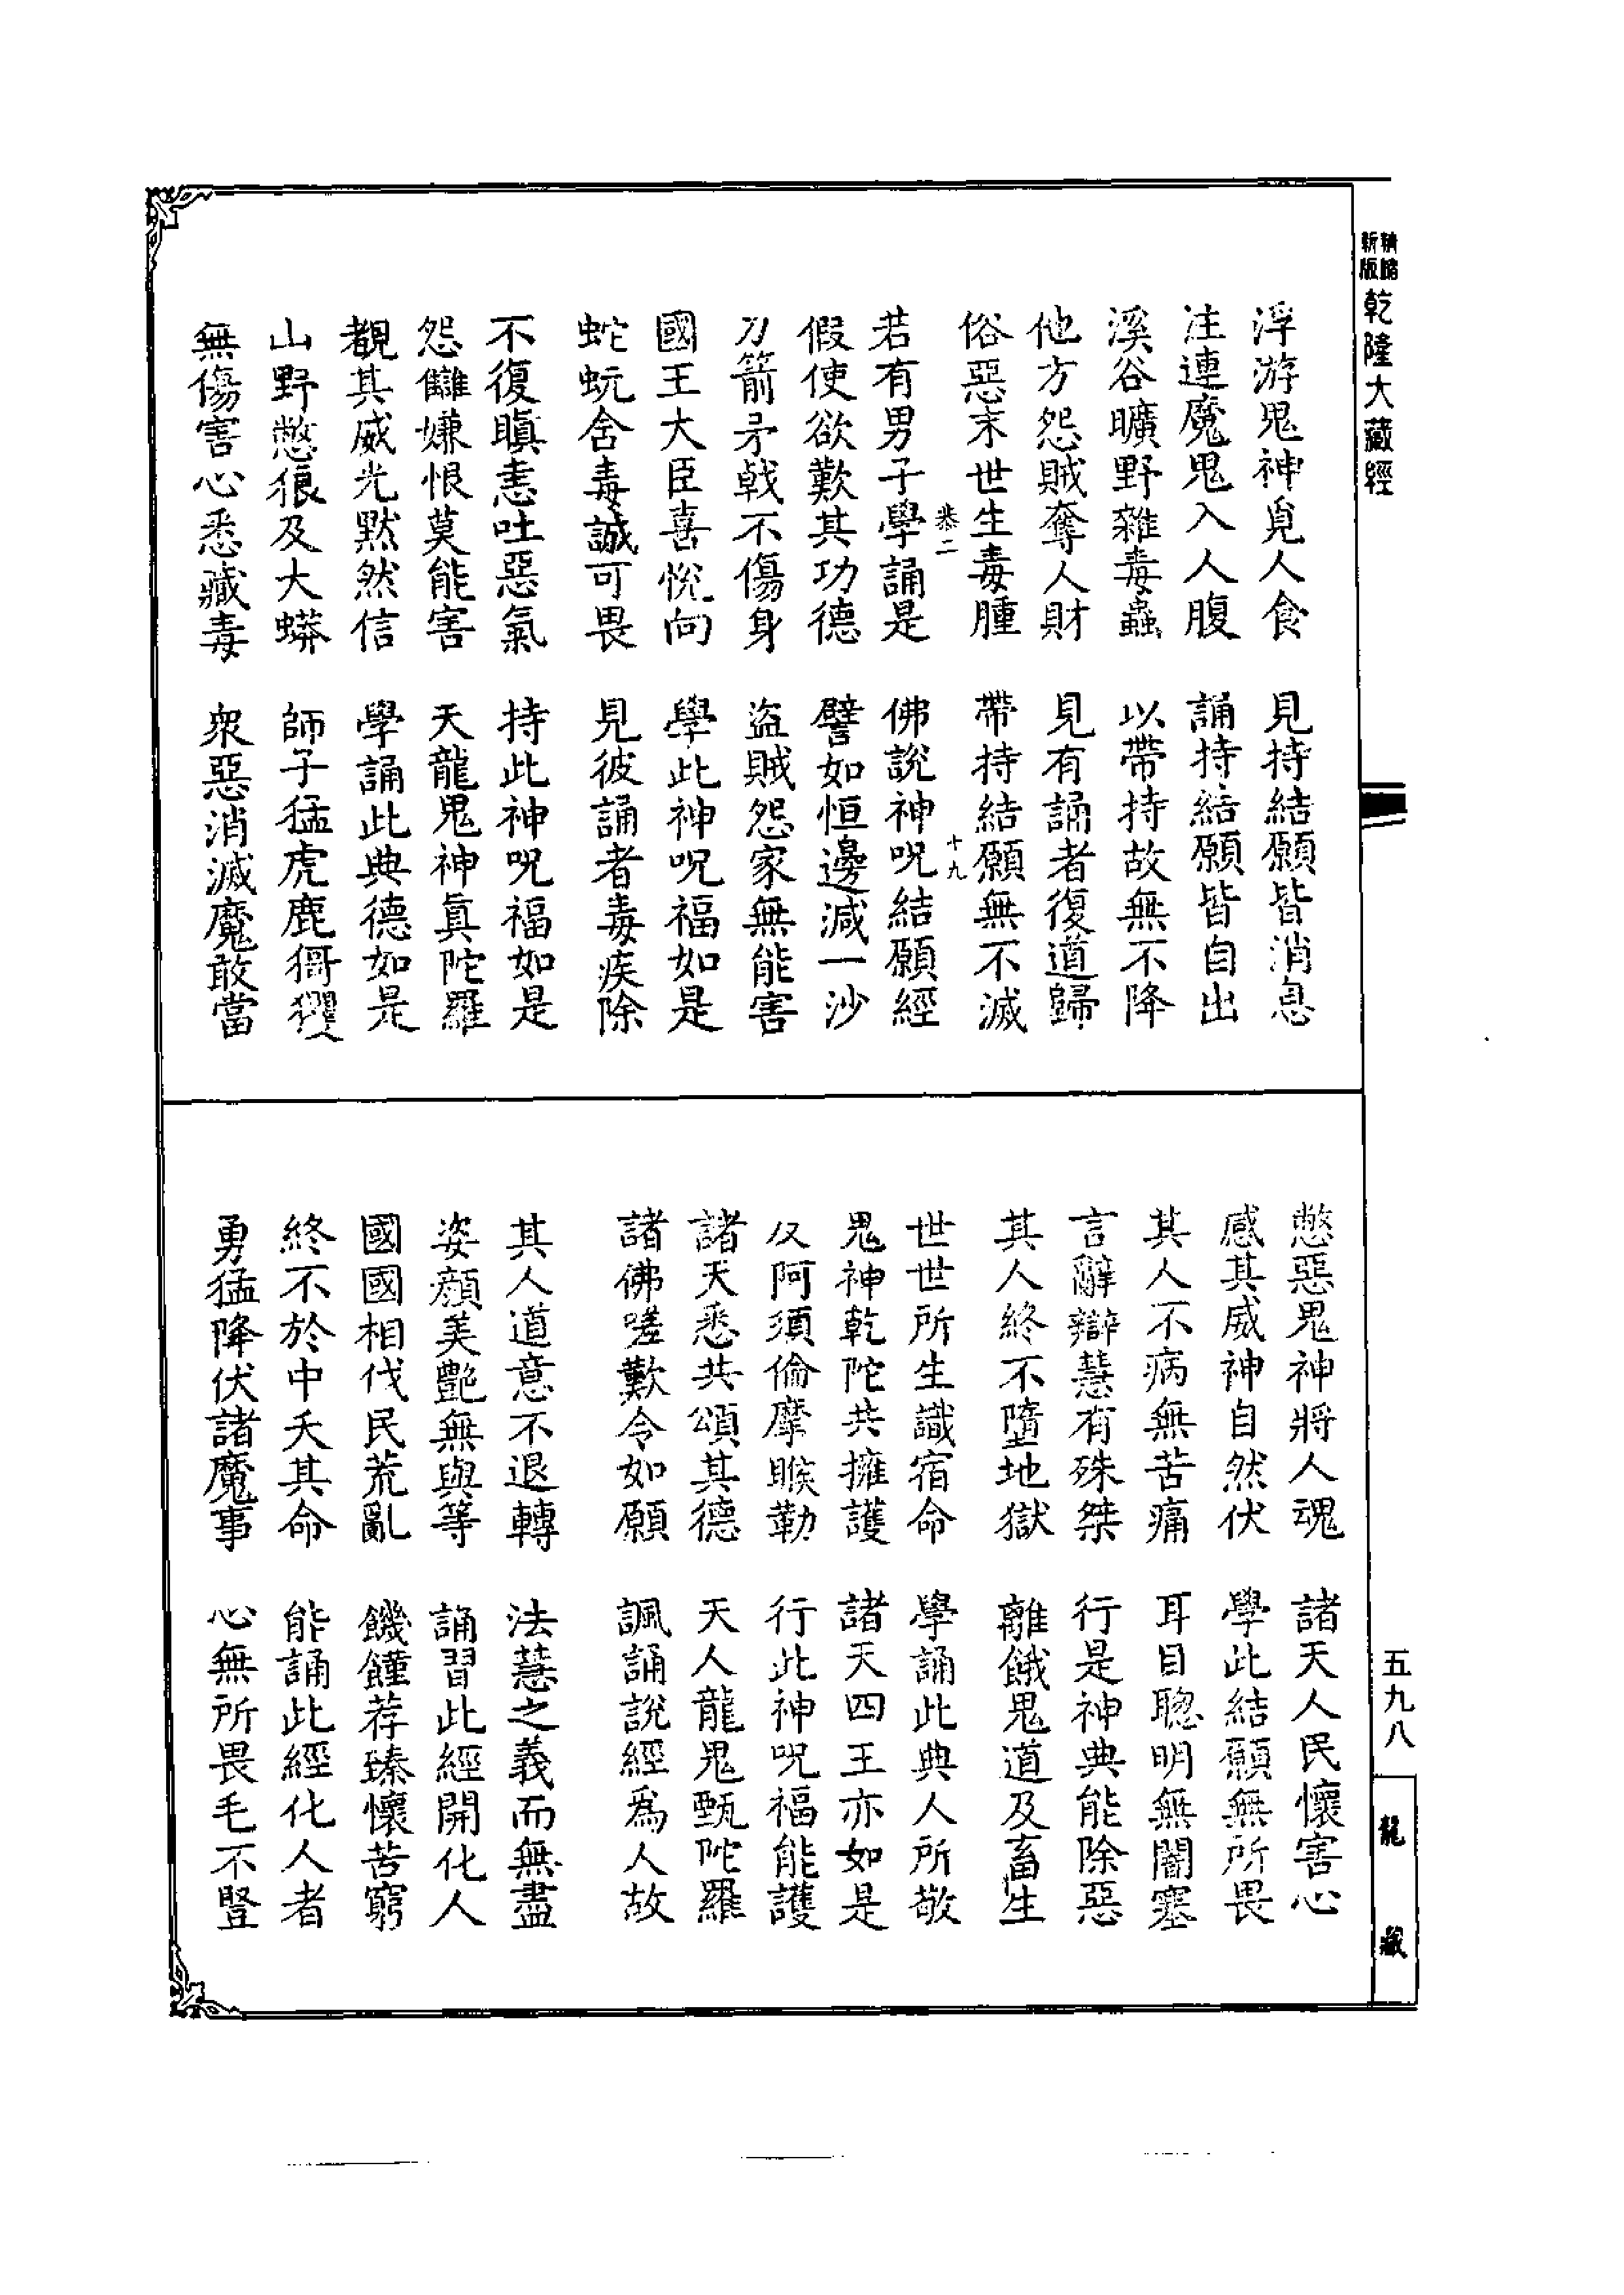 精縮
新版
乾隆大藏經
浮游鬼神覓人食 見持結願皆消息
注連魔鬼入人腹 誦持結願皆自出
溪谷曠野雜毒蟲 以帶持故無不降
他方怨賊奪人財 見有誦者復道歸
俗惡末世生毒腫 帶持結願無不滅
恭二 十九
若有男子學誦是 佛說神呪結願經
假使欲歎其功德 譬如恒邊減一沙
刀箭矛戟不傷身 盜賊怨家無能害
國王大臣喜悅向 學此神呪福如是
蛇蚖含毒誠可畏 見彼誦者毒疾除
不復瞋恚吐惡氣 持此神呪福如是
怨讎嫌恨莫能害 天龍鬼神真陀羅
覩其威光默然信 學誦此典德如是
山野憋狼及大蟒 師子猛虎鹿猾玃
無傷害心悉藏毒 衆惡消滅魔敢當
憋惡鬼神將人魂 諸天人民懷害心
感其威神自然伏 學此結願無所畏
其人不病無苦痛 耳目聰明無闇塞
言辭辯慧有殊桀 行是神典能除惡
其人終不墮地獄 離餓鬼道及畜生
世世所生識宿命 學誦此典人所敬
鬼神乾陀共擁護 諸天四王亦如是
及阿須倫摩睺勒 行此神呪福能護
諸天悉共頌其德 天人龍鬼甄陀羅
諸佛嗟歎令如願 諷誦說經爲人故
其人道意不退轉 法慧之義而無盡
姿顏美艷無與等 誦習此經開化人
國國相伐民荒亂 饑饉荐臻懷苦窮
終不於中夭其命 能誦此經化人者
勇猛降伏諸魔事 心無所畏毛不豎
五九八
龍藏